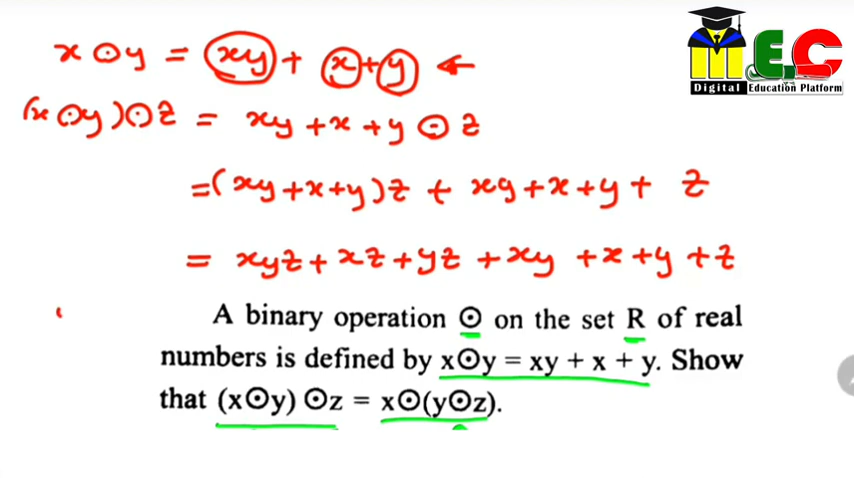 x ⊙ y = xy + x + y ←
(x ⊙ y) ⊙ z = xy + x + y ⊙ z
= (xy + x + y) z + xy + x + y + z
= xyz + xz + yz + xy + x + y + z
A binary operation ⊙ on the set R of real
numbers is defined by x⊙y = xy + x + y. Show
that (x⊙y) ⊙z = x⊙(y⊙z).
MEC
Digital Education Platform